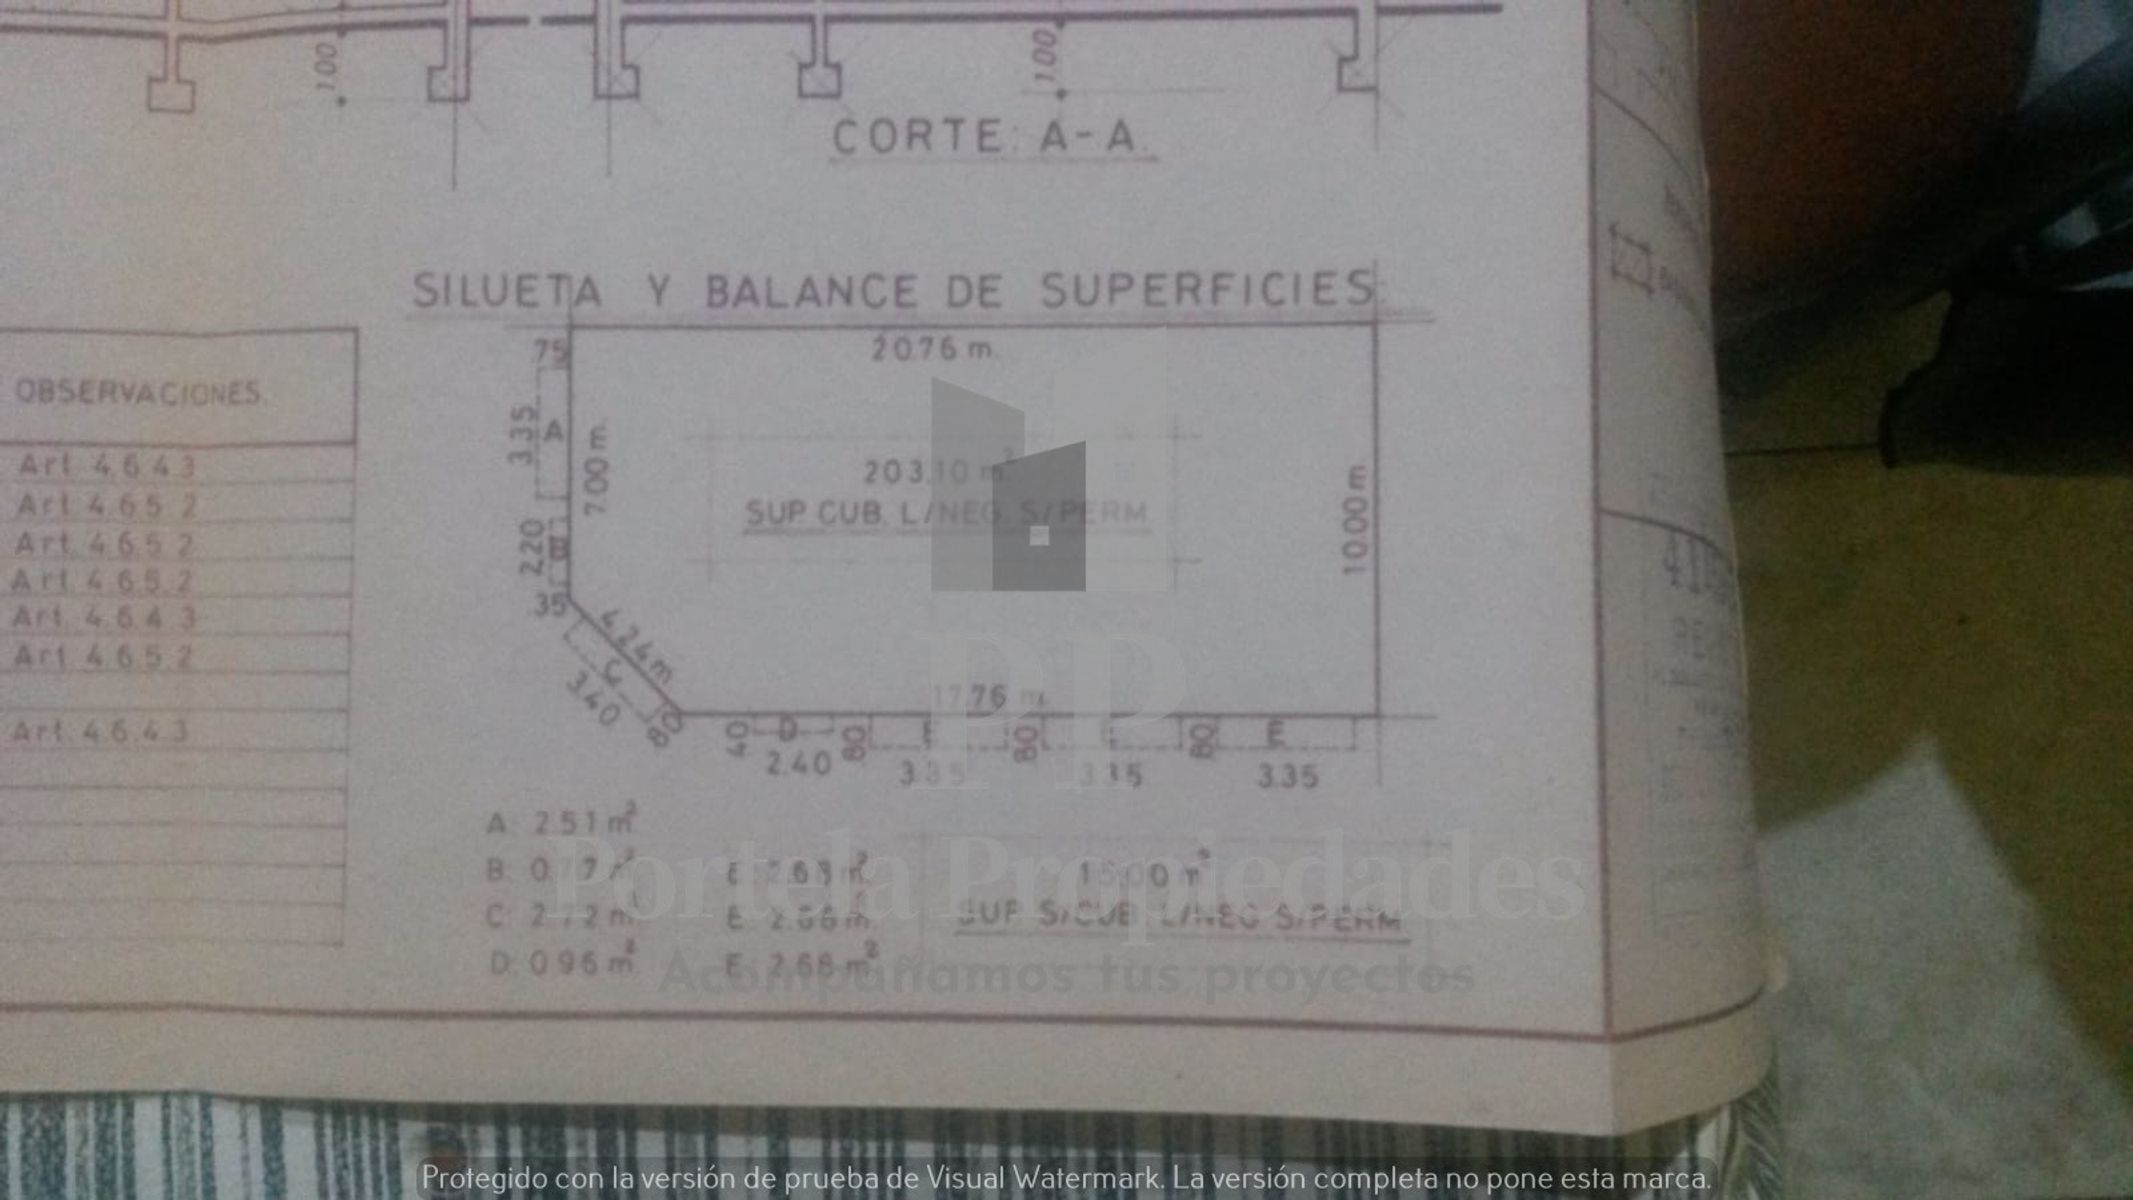 1.00
1.00
CORTE: A-A.
SILUETA Y BALANCE DE SUPERFICIES
OBSERVACIONES.
Art. 4.6.4.3
Art. 4.6.5.2
Art. 4.6.5.2
Art. 4.6.5.2
Art. 4.6.4.3
Art. 4.6.5.2
Art. 4.6.4.3
.75
20.76 m.
3.35
A
7.00 m.
203.10 m²
SUP. CUB. L/NEG. S/PERM
10.00 m.
2.20
B
.35
4.24 m.
C
3.40
.80
17.76 m.
.40
D
.80
.80
.80
E
2.40
3.35
A: 2.51 m²
C: 2.72 m²
D: 0.96 m²
E: 2.68 m²
SUP. S/CUB. L/NEG. S/PERM
PP
Portela Propiedades
Acompañamos tus proyectos
Protegido con la versión de prueba de Visual Watermark. La versión completa no pone esta marca.